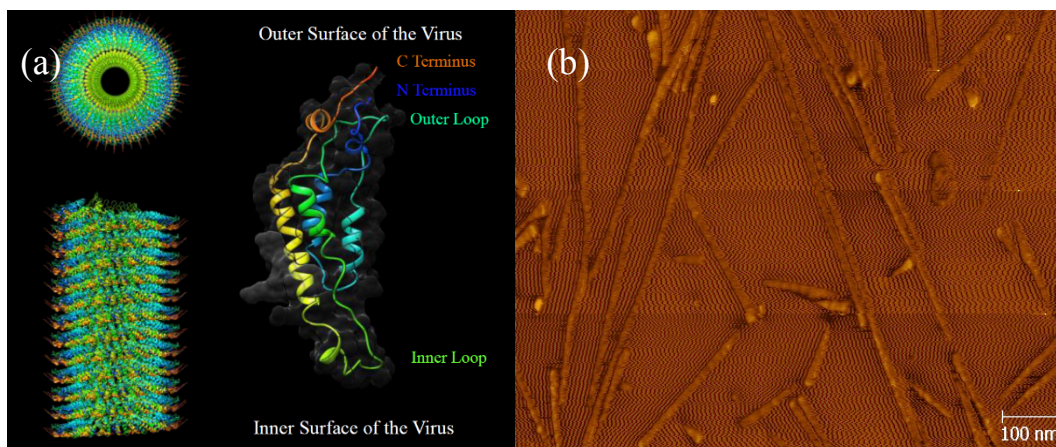 (a)
Outer Surface of the Virus
C Terminus
N Terminus
Outer Loop
Inner Loop
Inner Surface of the Virus
(b)
100 nm